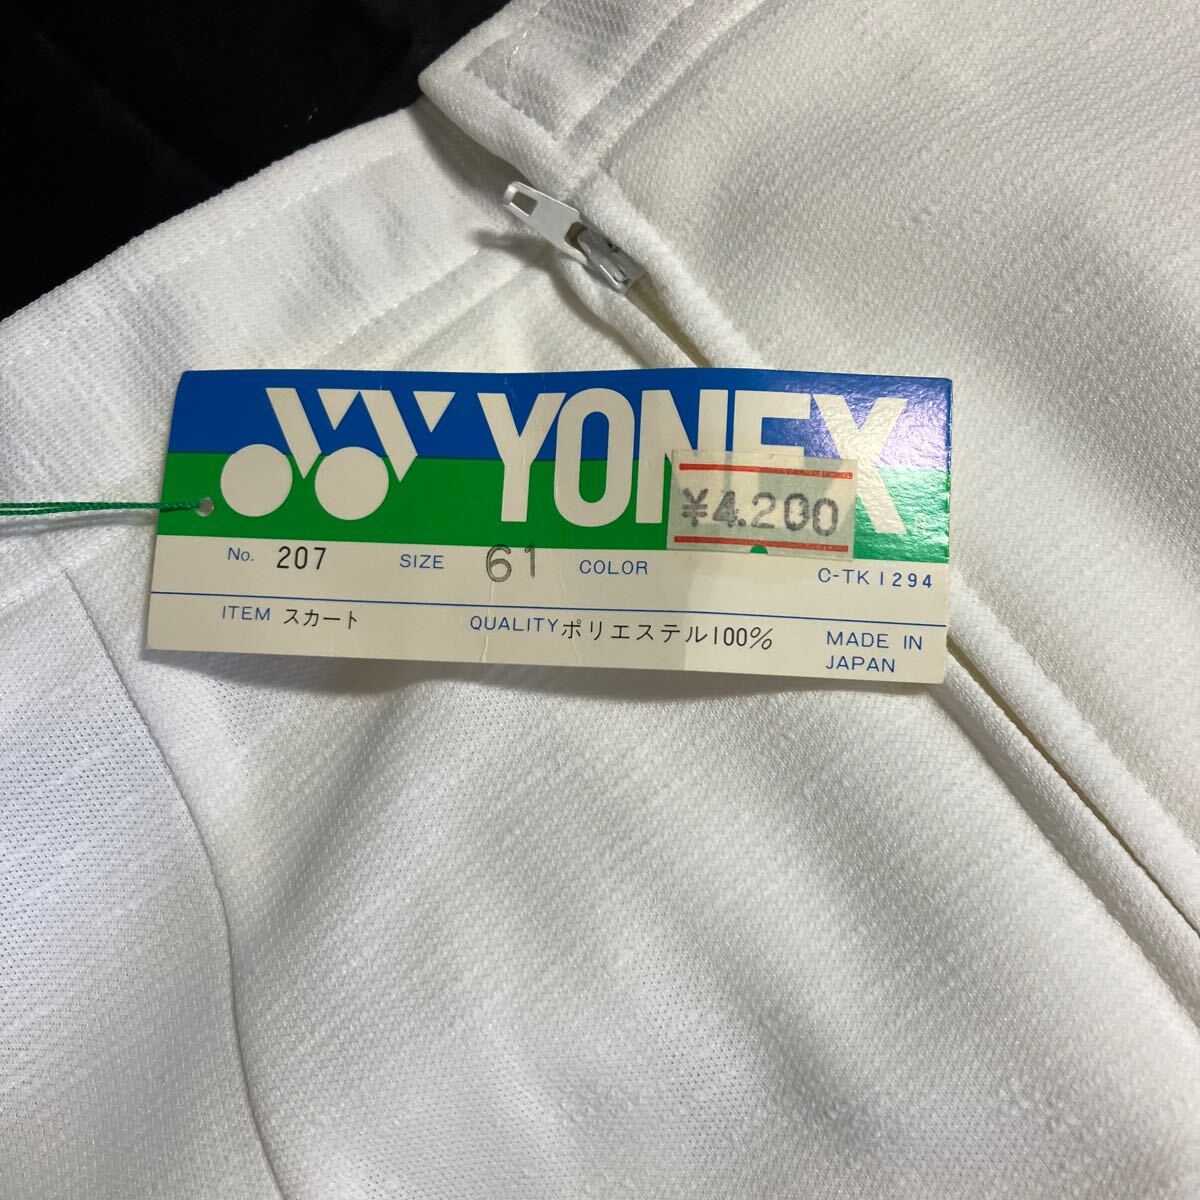 YONEX
¥4.200
No. 207 SIZE 61 COLOR C-TK1294
ITEM スカート QUALITY ポリエステル100% MADE IN JAPAN